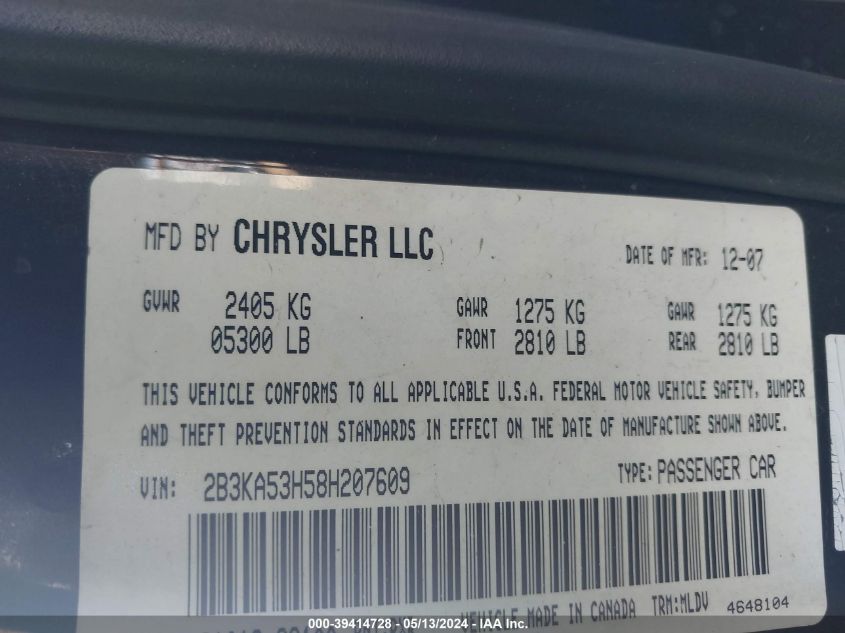 MFD BY CHRYSLER LLC DATE OF MFR: 12-07
GVWR 2405 KG GAWR 1275 KG GAWR 1275 KG
05300 LB FRONT 2810 LB REAR 2810 LB
THIS VEHICLE CONFORMS TO ALL APPLICABLE U.S.A. FEDERAL MOTOR VEHICLE SAFETY, BUMPER
AND THEFT PREVENTION STANDARDS IN EFFECT ON THE DATE OF MANUFACTURE SHOWN ABOVE.
VIN: 2B3KA53H58H207609 TYPE: PASSENGER CAR
VEHICLE MADE IN CANADA TRM:MLDV 4648104
000-39414728 - 05/13/2024 - IAA Inc.